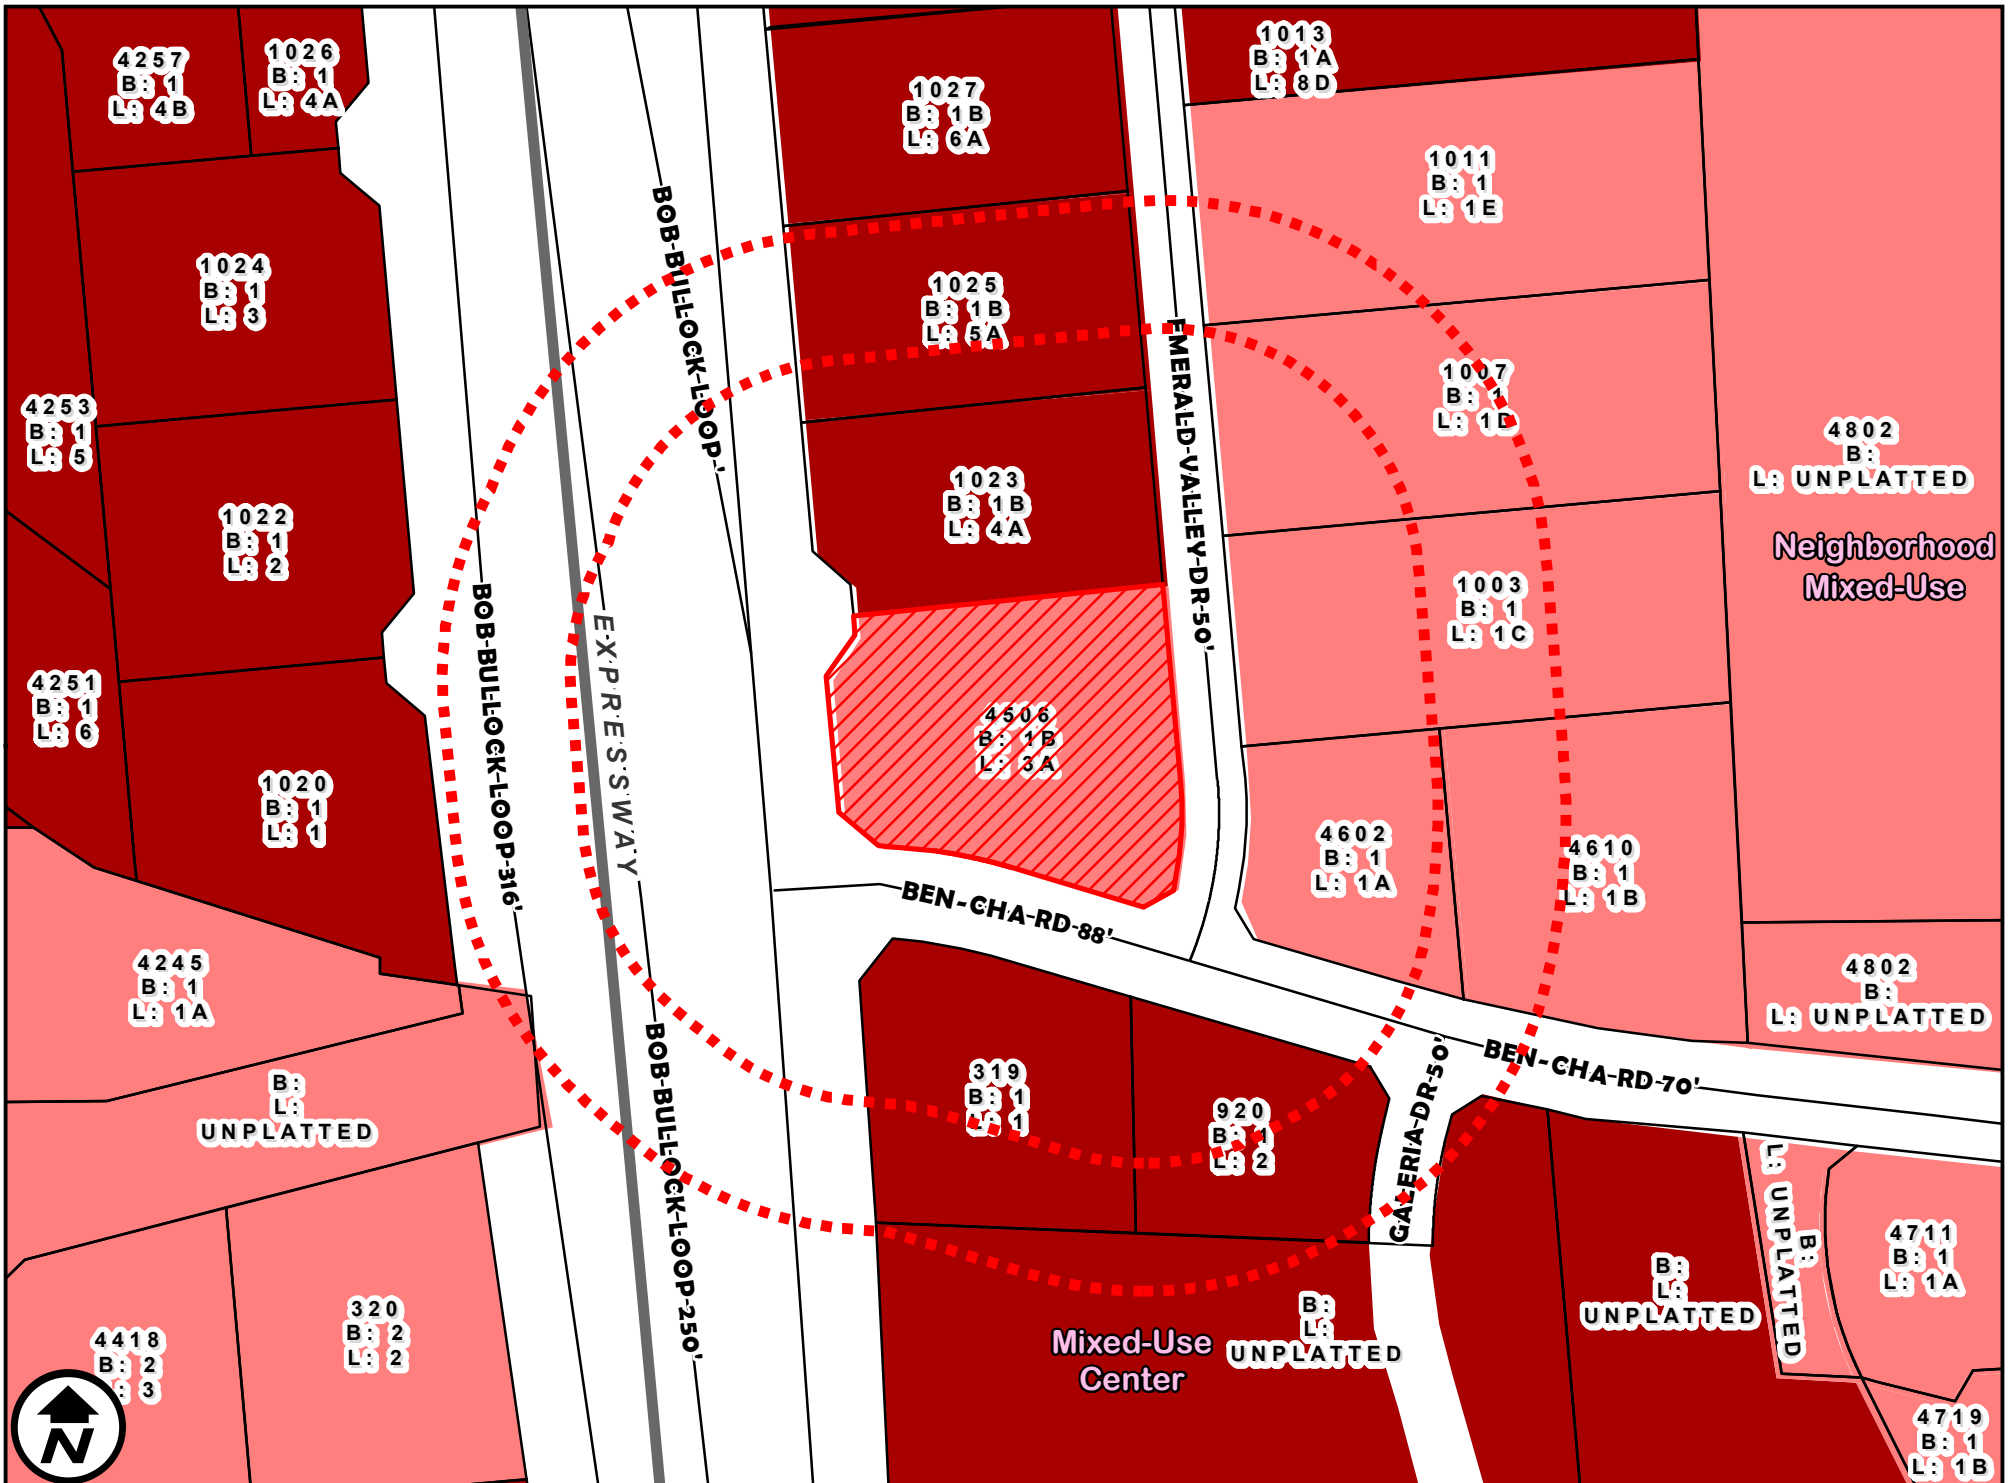 4257
B: 1
L: 4B
1026
B: 1
L: 4A
1027
B: 1B
L: 6A
1013
B: 1A
L: 8D
1011
B: 1
L: 1E
1024
B: 1
L: 3
BOB-BULLOCK-LOOP-'
1025
B: 1B
L: 5A
EMERALD-VALLEY-DR-50'
1007
B: 1
L: 1D
4253
B: 1
L: 5
4802
B:
L: UNPLATTED
Neighborhood
Mixed-Use
1022
B: 1
L: 2
1023
B: 1B
L: 4A
1003
B: 1
L: 1C
BOB-BULLOCK-LOOP-316'
EXPRESSWAY
4251
B: 1
L: 6
4506
B: 1B
L: 3A
1020
B: 1
L: 1
4602
B: 1
L: 1A
4610
B: 1
L: 1B
BEN-CHA-RD-88'
4245
B: 1
L: 1A
4802
B:
L: UNPLATTED
BOB-BULLOCK-LOOP-250'
BEN-CHA-RD-70'
GALERIA-DR-50'
B:
L:
UNPLATTED
319
B: 1
L: 1
920
B: 1
L: 2
B:
L: UNPLATTED
4711
B: 1
L: 1A
B:
L:
UNPLATTED
B:
L:
UNPLATTED
320
B: 2
L: 2
4418
B: 2
: 3
Mixed-Use
Center
4719
B: 1
L: 1B
N